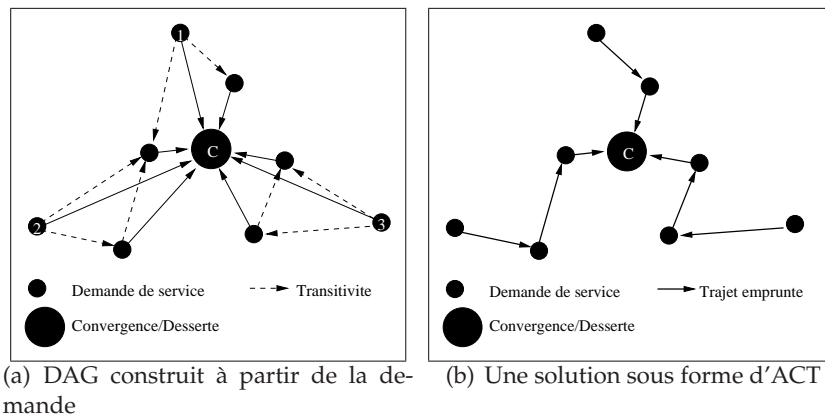 1
C
2
3
Demande de service
Transitivite
Convergence/Desserte
C
Demande de service
Trajet emprunte
Convergence/Desserte
(a) DAG construit à partir de la de-
mande
(b) Une solution sous forme d'ACT